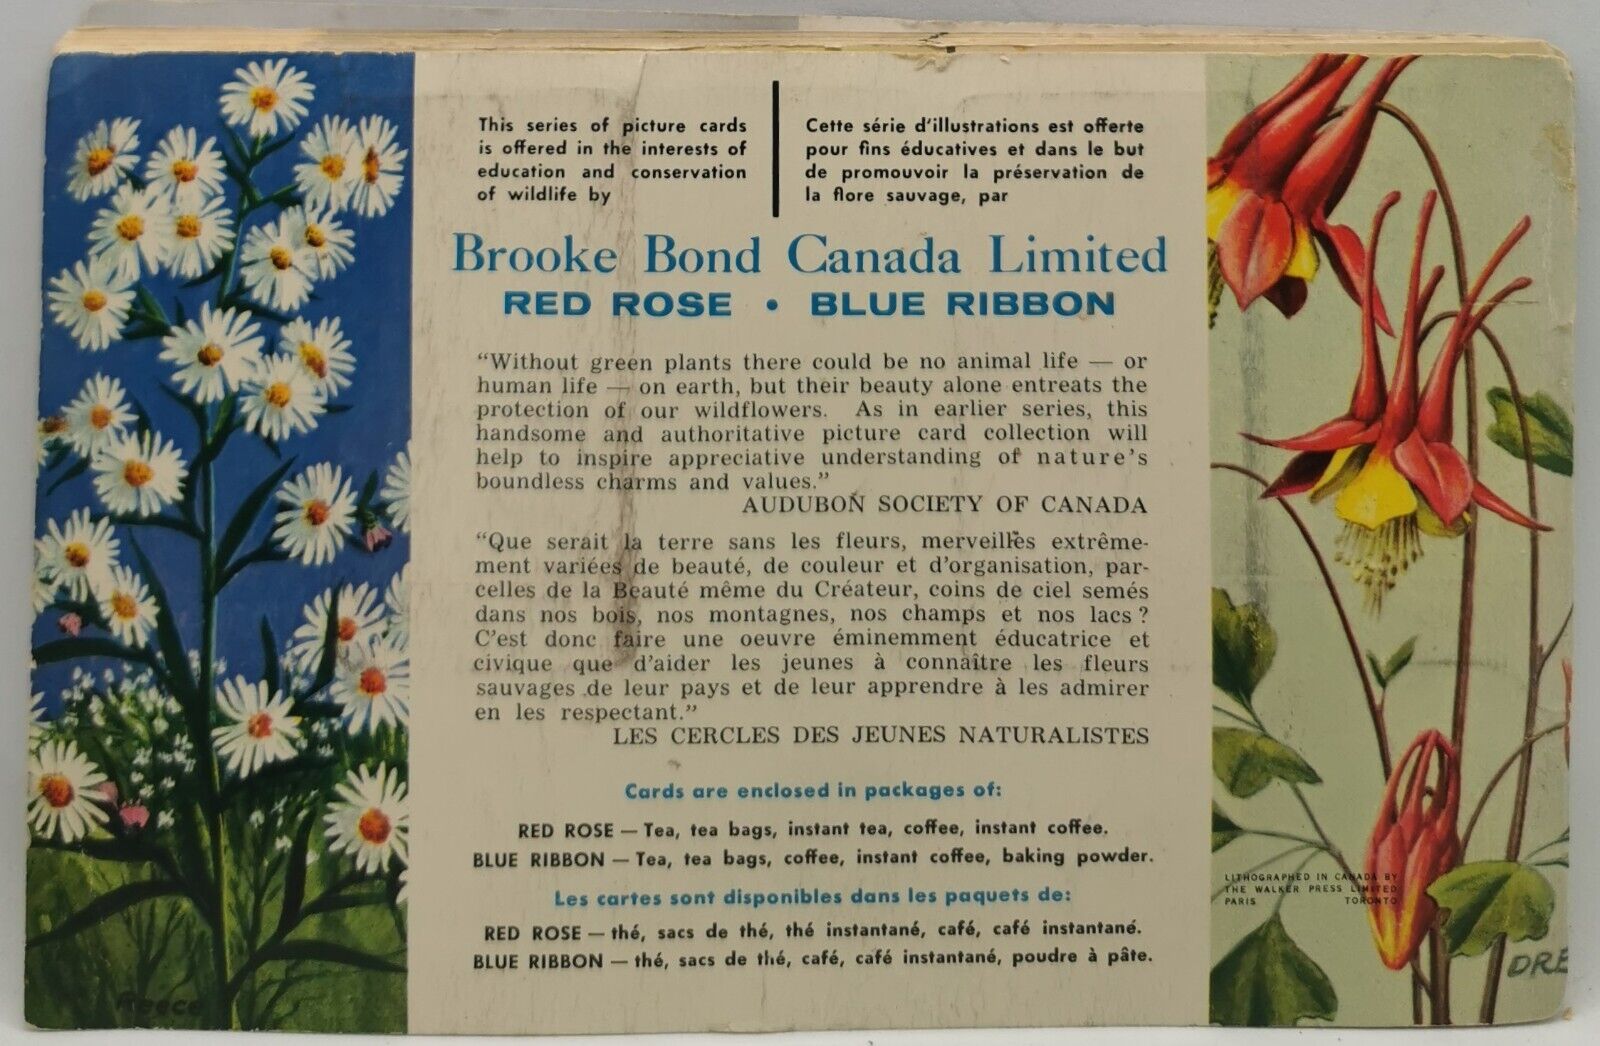 This series of picture cards
is offered in the interests of
education and conservation
of wildlife by
Cette série d'illustrations est offerte
pour fins éducatives et dans le but
de promouvoir la préservation de
la flore sauvage, par
Brooke Bond Canada Limited
RED ROSE • BLUE RIBBON
“Without green plants there could be no animal life — or
human life — on earth, but their beauty alone entreats the
protection of our wildflowers. As in earlier series, this
handsome and authoritative picture card collection will
help to inspire appreciative understanding of nature's
boundless charms and values.”
AUDUBON SOCIETY OF CANADA
“Que serait la terre sans les fleurs, merveilles extrême-
ment variées de beauté, de couleur et d'organisation, par-
celles de la Beauté même du Créateur, coins de ciel semés
dans nos bois, nos montagnes, nos champs et nos lacs ?
C'est donc faire une oeuvre éminemment éducatrice et
civique que d'aider les jeunes à connaître les fleurs
sauvages de leur pays et de leur apprendre à les admirer
en les respectant.”
LES CERCLES DES JEUNES NATURALISTES
Cards are enclosed in packages of:
RED ROSE — Tea, tea bags, instant tea, coffee, instant coffee.
BLUE RIBBON — Tea, tea bags, coffee, instant coffee, baking powder.
Les cartes sont disponibles dans les paquets de:
RED ROSE — thé, sacs de thé, thé instantané, café, café instantané.
BLUE RIBBON — thé, sacs de thé, café, café instantané, poudre à pâte.
LITHOGRAPHED IN CANADA BY
THE WALKER PRESS LIMITED
PARIS TORONTO
Reece
DRE